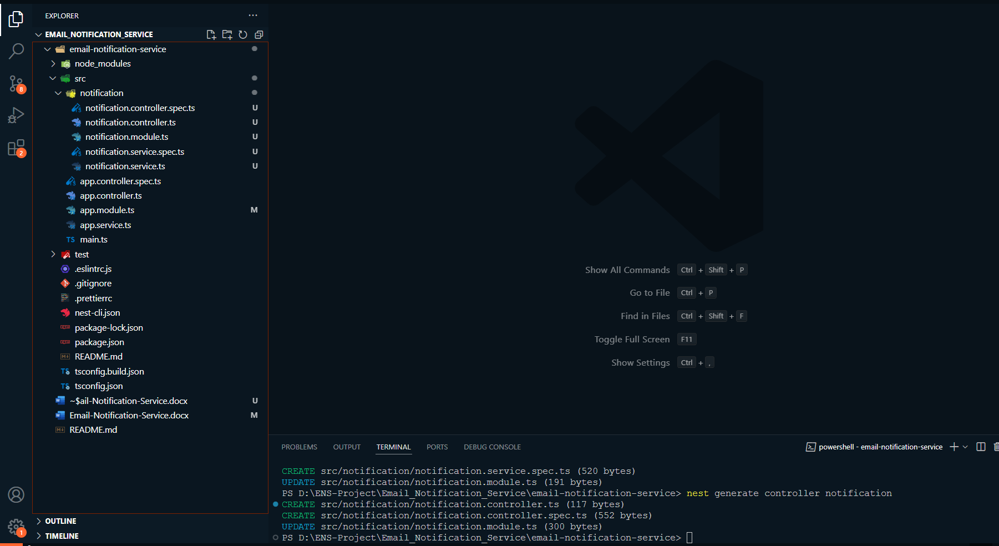 EXPLORER
EMAIL_NOTIFICATION_SERVICE
email-notification-service
node_modules
src
notification
notification.controller.spec.ts U
notification.controller.ts U
notification.module.ts U
notification.service.spec.ts U
notification.service.ts U
app.controller.spec.ts
app.controller.ts
app.module.ts M
app.service.ts
TS main.ts
test
.eslintrc.js
.gitignore
.prettierrc
nest-cli.json
package-lock.json
package.json
README.md
tsconfig.build.json
tsconfig.json
~$ail-Notification-Service.docx U
Email-Notification-Service.docx M
README.md
OUTLINE
TIMELINE
8
2
1
Show All Commands Ctrl + Shift + P
Go to File Ctrl + P
Find in Files Ctrl + Shift + F
Toggle Full Screen F11
Show Settings Ctrl + ,
PROBLEMS OUTPUT TERMINAL PORTS DEBUG CONSOLE powershell - email-notification-service
CREATE src/notification/notification.service.spec.ts (520 bytes)
UPDATE src/notification/notification.module.ts (191 bytes)
PS D:\ENS-Project\Email_Notification_Service\email-notification-service> nest generate controller notification
CREATE src/notification/notification.controller.ts (117 bytes)
CREATE src/notification/notification.controller.spec.ts (552 bytes)
UPDATE src/notification/notification.module.ts (300 bytes)
PS D:\ENS-Project\Email_Notification_Service\email-notification-service>